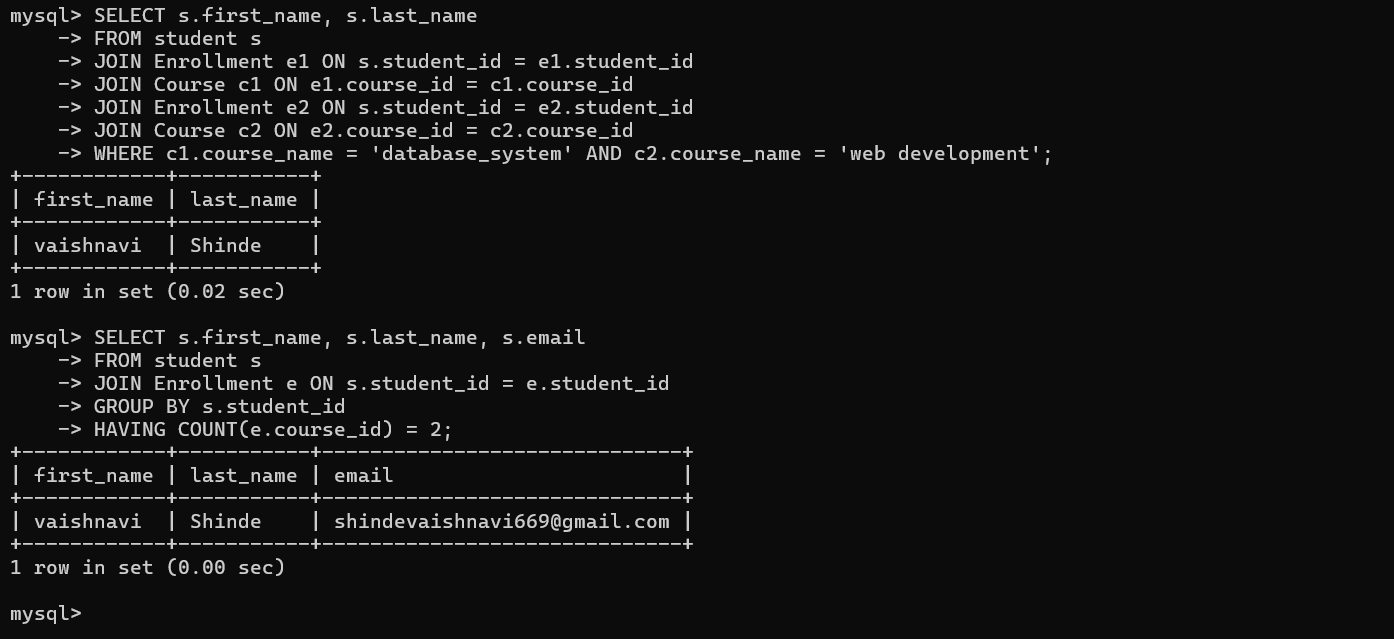 mysql> SELECT s.first_name, s.last_name
    -> FROM student s
    -> JOIN Enrollment e1 ON s.student_id = e1.student_id
    -> JOIN Course c1 ON e1.course_id = c1.course_id
    -> JOIN Enrollment e2 ON s.student_id = e2.student_id
    -> JOIN Course c2 ON e2.course_id = c2.course_id
    -> WHERE c1.course_name = 'database_system' AND c2.course_name = 'web development';
+------------+-----------+
| first_name | last_name |
+------------+-----------+
| vaishnavi  | Shinde    |
+------------+-----------+
1 row in set (0.02 sec)

mysql> SELECT s.first_name, s.last_name, s.email
    -> FROM student s
    -> JOIN Enrollment e ON s.student_id = e.student_id
    -> GROUP BY s.student_id
    -> HAVING COUNT(e.course_id) = 2;
+------------+-----------+------------------------------+
| first_name | last_name | email                        |
+------------+-----------+------------------------------+
| vaishnavi  | Shinde    | shindevaishnavi669@gmail.com |
+------------+-----------+------------------------------+
1 row in set (0.00 sec)

mysql>